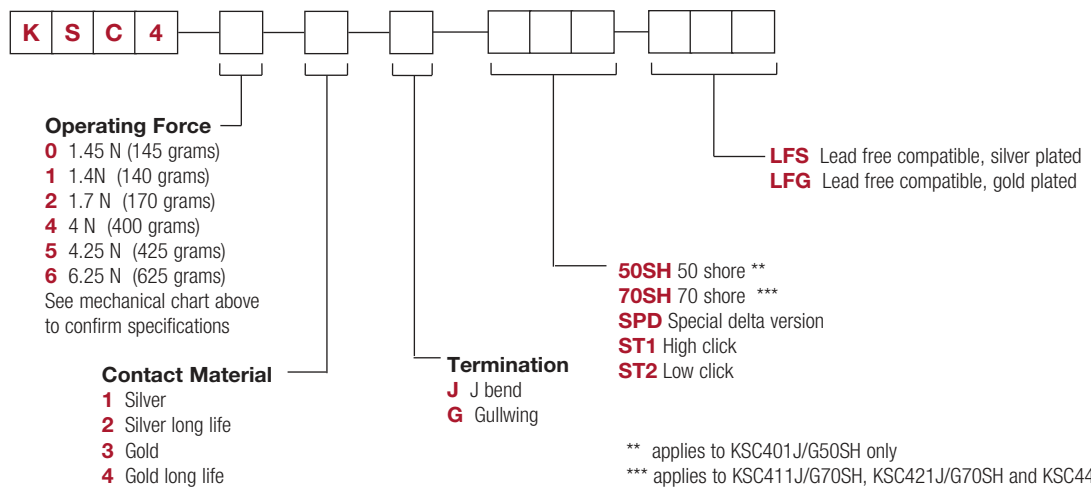 K S C 4
Operating Force
0 1.45 N (145 grams)
1 1.4N (140 grams)
2 1.7 N (170 grams)
4 4 N (400 grams)
5 4.25 N (425 grams)
6 6.25 N (625 grams)
See mechanical chart above
to confirm specifications
Contact Material
1 Silver
2 Silver long life
3 Gold
4 Gold long life
Termination
J J bend
G Gullwing
50SH 50 shore **
70SH 70 shore ***
SPD Special delta version
ST1 High click
ST2 Low click
LFS Lead free compatible, silver plated
LFG Lead free compatible, gold plated
** applies to KSC401J/G50SH only
*** applies to KSC411J/G70SH, KSC421J/G70SH and KSC44